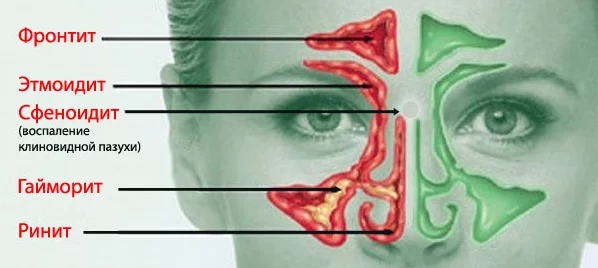 Фронтит
Этмоидит
Сфеноидит
(воспаление
клиновидной пазухи)
Гайморит
Ринит